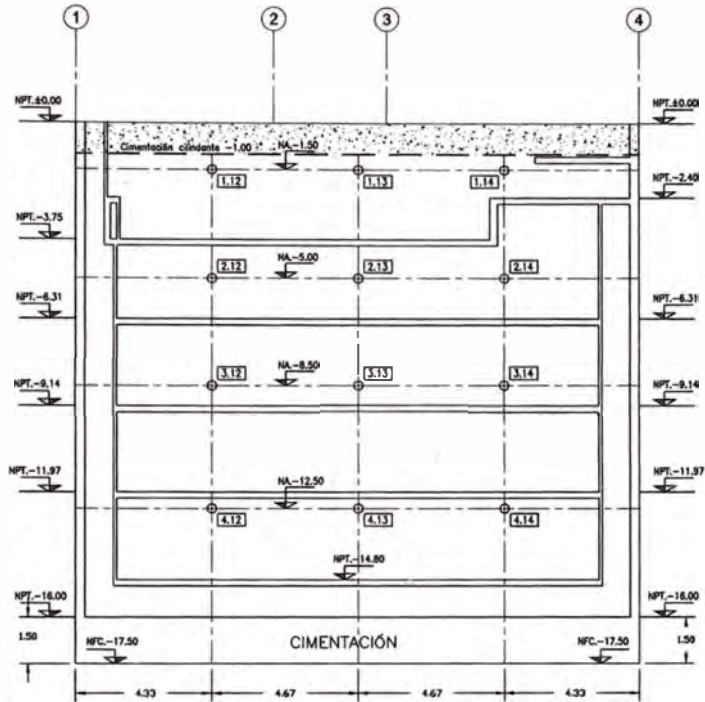 1 2 3 4
NPT.±0.00 NPT.±0.00
Cimentación cilindante -1.00 NA.-1.50
1.12 1.13 1.14
NPT.-2.40
NPT.-3.75
NA.-5.00
2.12 2.13 2.14
NPT.-6.31 NPT.-6.31
NA.-8.50
3.12 3.13 3.14
NPT.-9.14 NPT.-9.14
NPT.-11.97 NPT.-11.97
NA.-12.50
4.12 4.13 4.14
NPT.-14.80
NPT.-16.00 NPT.-16.00
1.50 CIMENTACIÓN 1.50
NFC.-17.50 NFC.-17.50
4.33 4.67 4.67 4.33